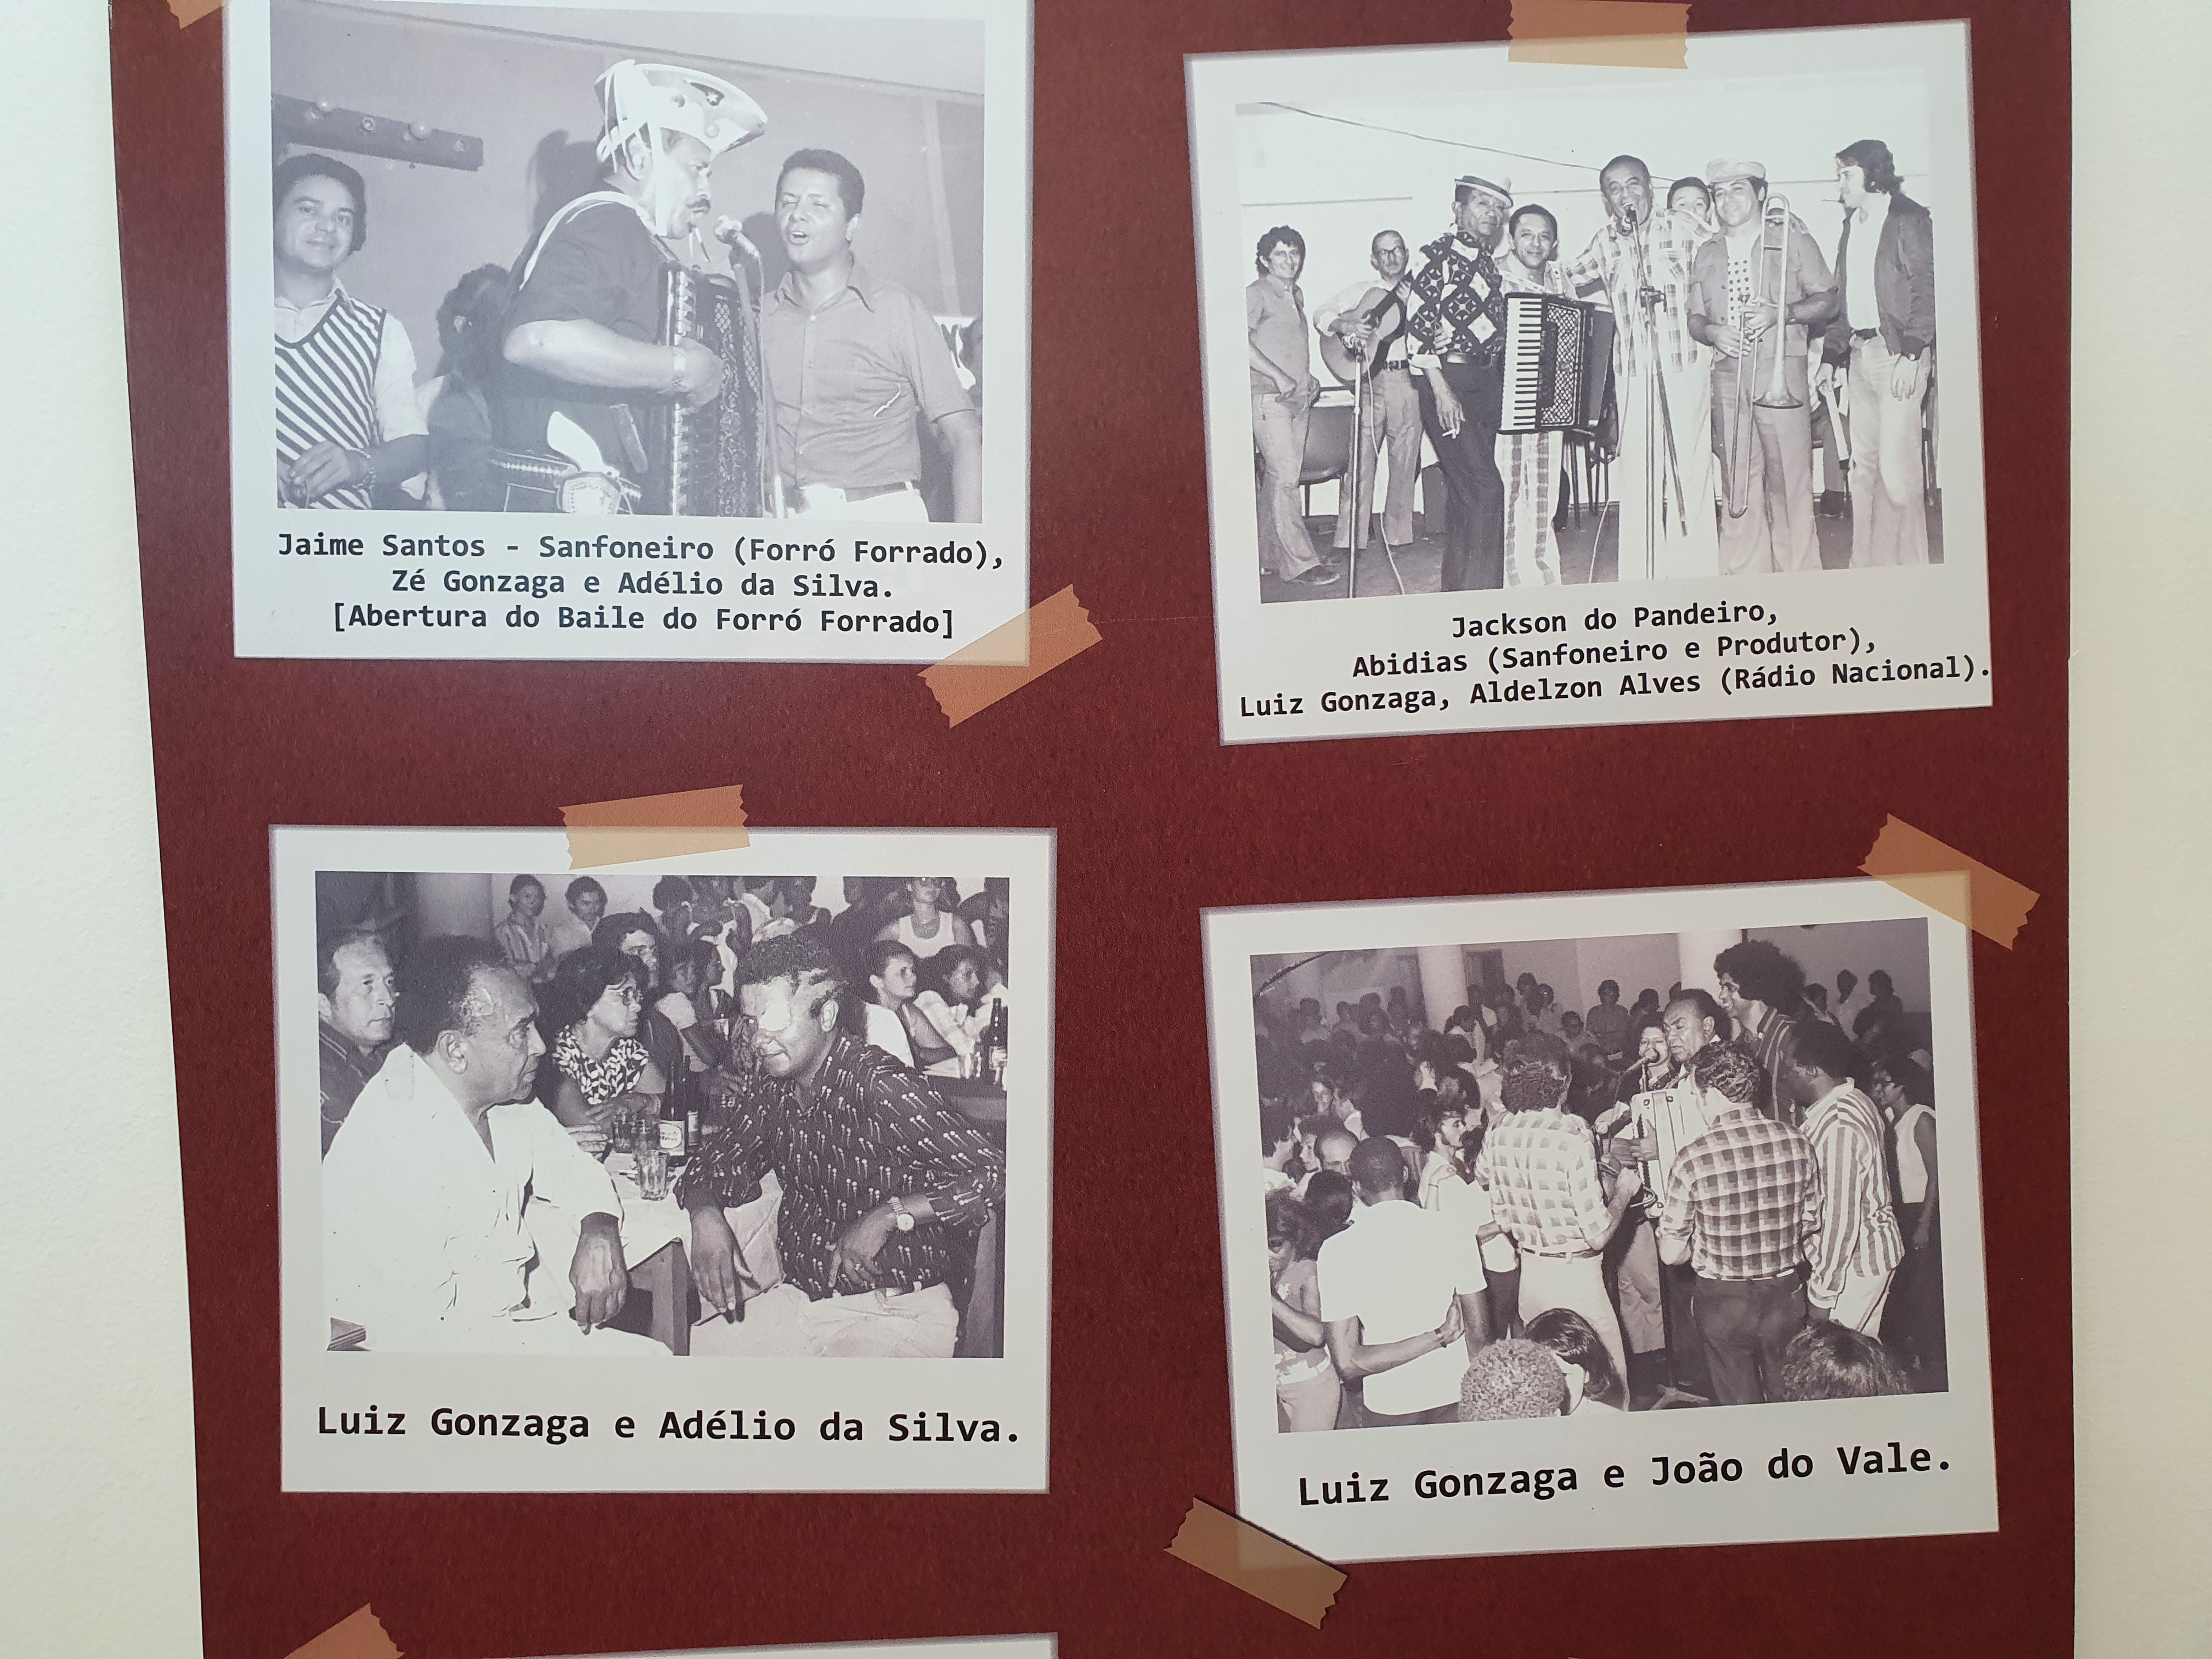 Jaime Santos - Sanfoneiro (Forró Forrado),
Zé Gonzaga e Adélio da Silva.
[Abertura do Baile do Forró Forrado]
Jackson do Pandeiro,
Abidias (Sanfoneiro e Produtor),
Luiz Gonzaga, Aldelzon Alves (Rádio Nacional).
Luiz Gonzaga e Adélio da Silva.
Luiz Gonzaga e João do Vale.